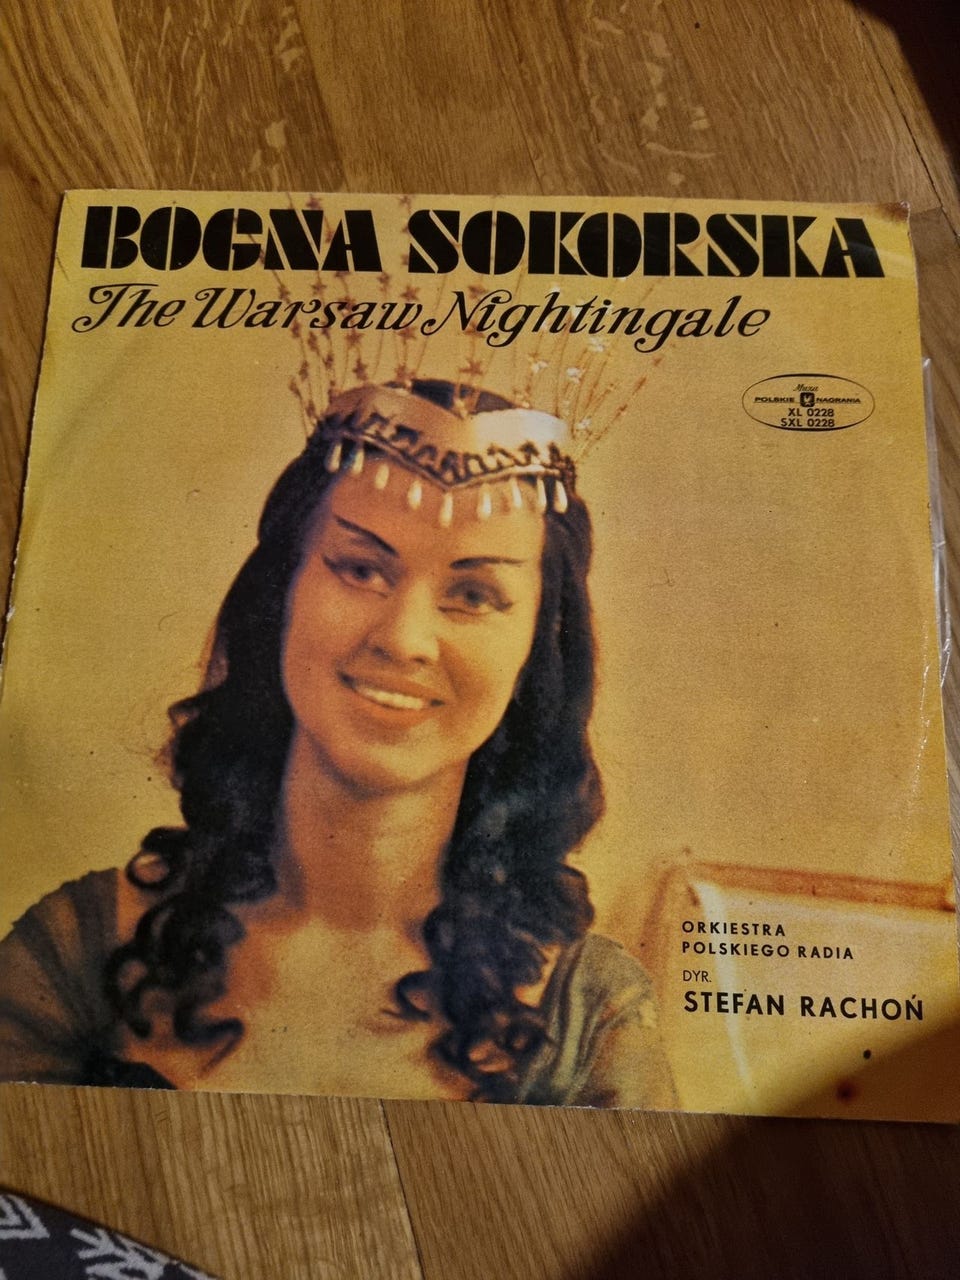 BOGNA SOKORSKA
The Warsaw Nightingale
Muza
POLSKIE NAGRANIA
XL 0228
SXL 0228
ORKIESTRA
POLSKIEGO RADIA
DYR.
STEFAN RACHOŃ